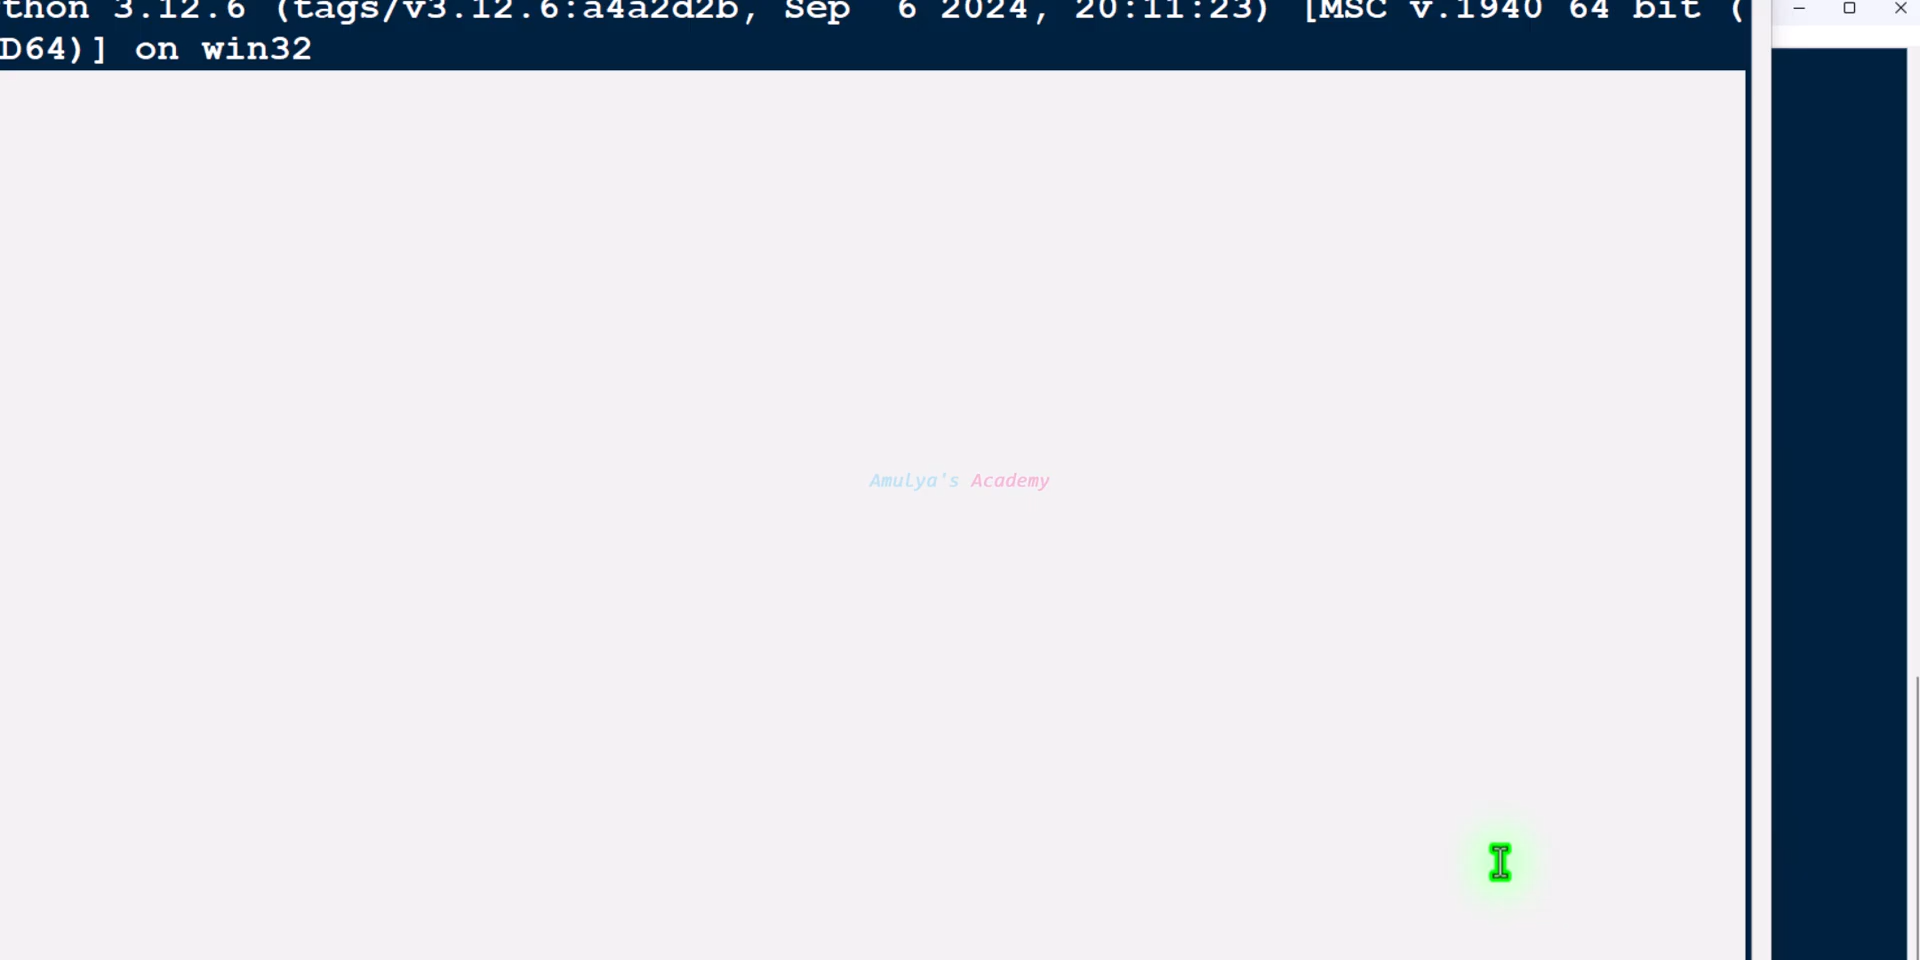 thon 3.12.6 (tags/v3.12.6:a4a2d2b, Sep  6 2024, 20:11:23) [MSC v.1940 64 bit (
D64)] on win32
Amulya's Academy